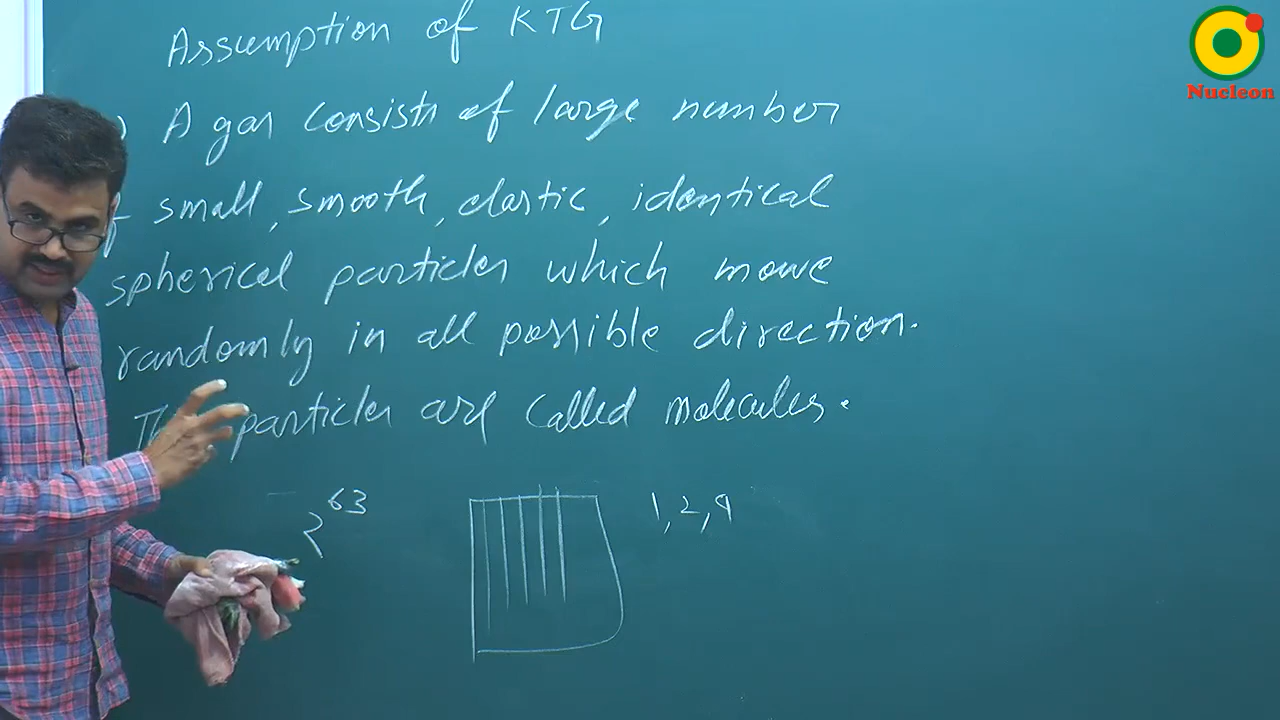 Assumption of KTG
) A gas consists of large number
f small, smooth, elastic, identical
spherical particles which move
randomly in all possible direction.
particles are called molecules.
2^63
1, 2, 4
Nucleon